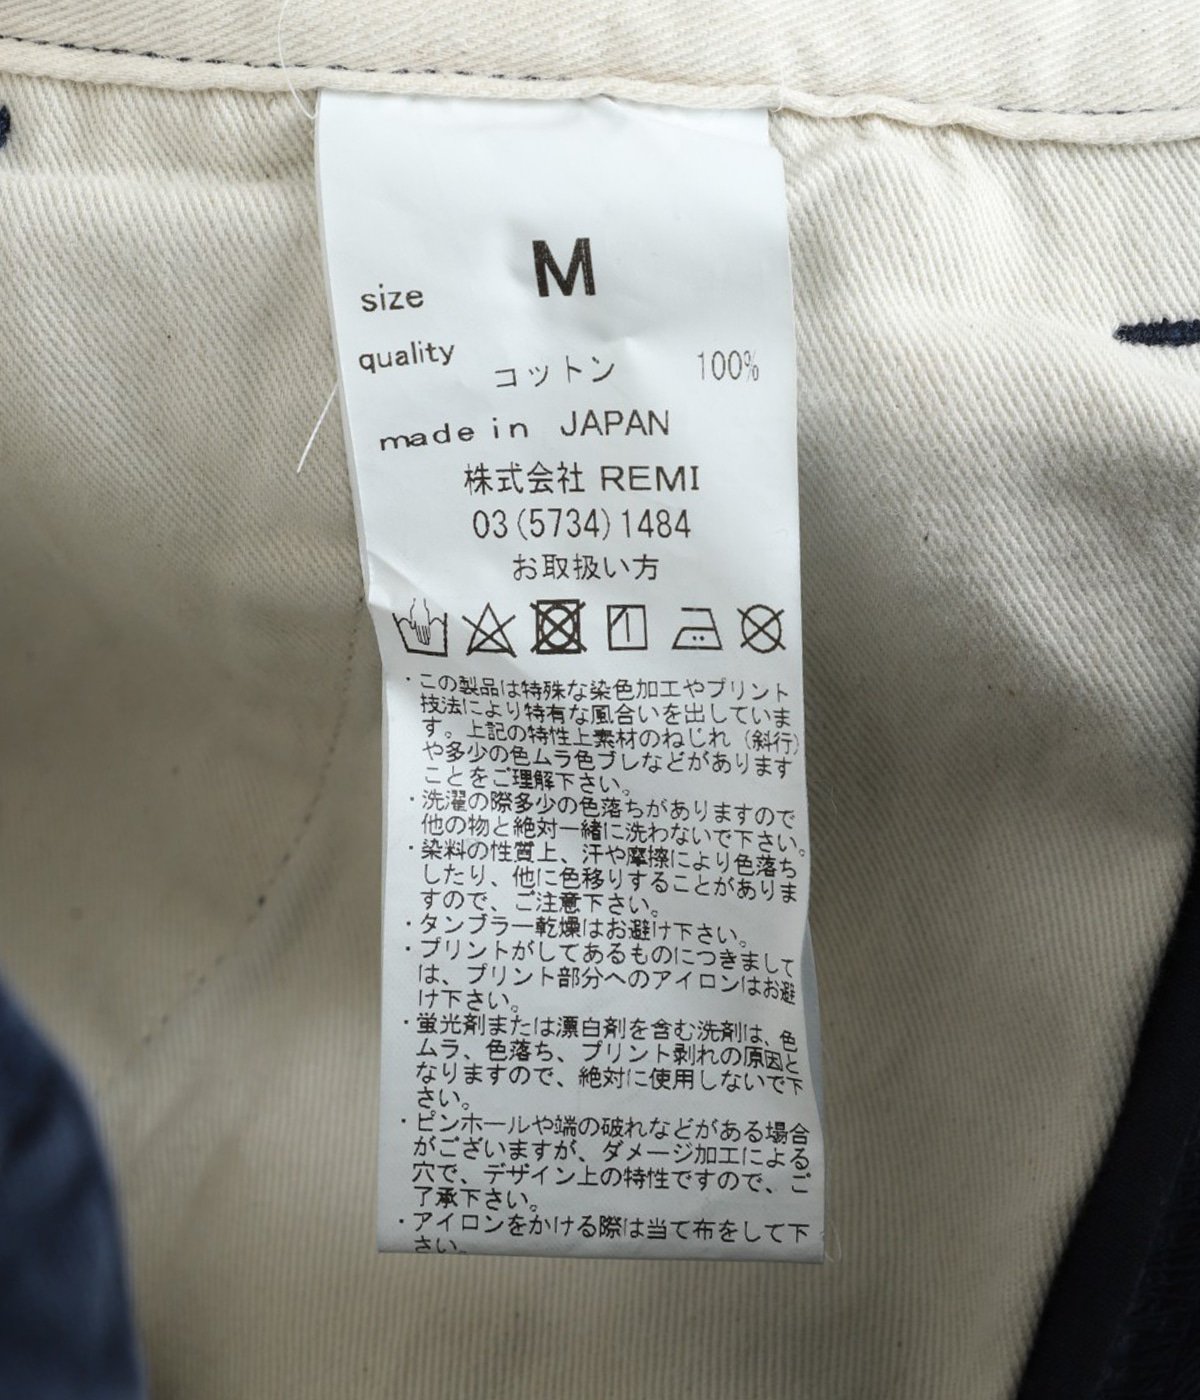 M
size
quality コットン 100%
made in JAPAN
株式会社 REMI
03(5734)1484
お取扱い方
・この製品は特殊な染色加工やプリント
技法により特有な風合いを出していま
す。上記の特性上素材のねじれ（斜行）
や多少の色ムラ色ブレなどがあります
ことをご理解下さい。
・洗濯の際多少の色落ちがありますので
他の物と絶対一緒に洗わないで下さい。
・染料の性質上、汗や摩擦により色落ち
したり、他に色移りすることがありま
すので、ご注意下さい。
・タンブラー乾燥はお避け下さい。
・プリントがしてあるものにつきまして
は、プリント部分へのアイロンはお避
け下さい。
・蛍光剤または漂白剤を含む洗剤は、色
ムラ、色落ち、プリント剥れの原因と
なりますので、絶対に使用しないで下
さい。
・ピンホールや端の破れなどがある場合
がございますが、ダメージ加工による
穴で、デザイン上の特性ですので、ご
了承下さい。
・アイロンをかける際は当て布をして下
さい。